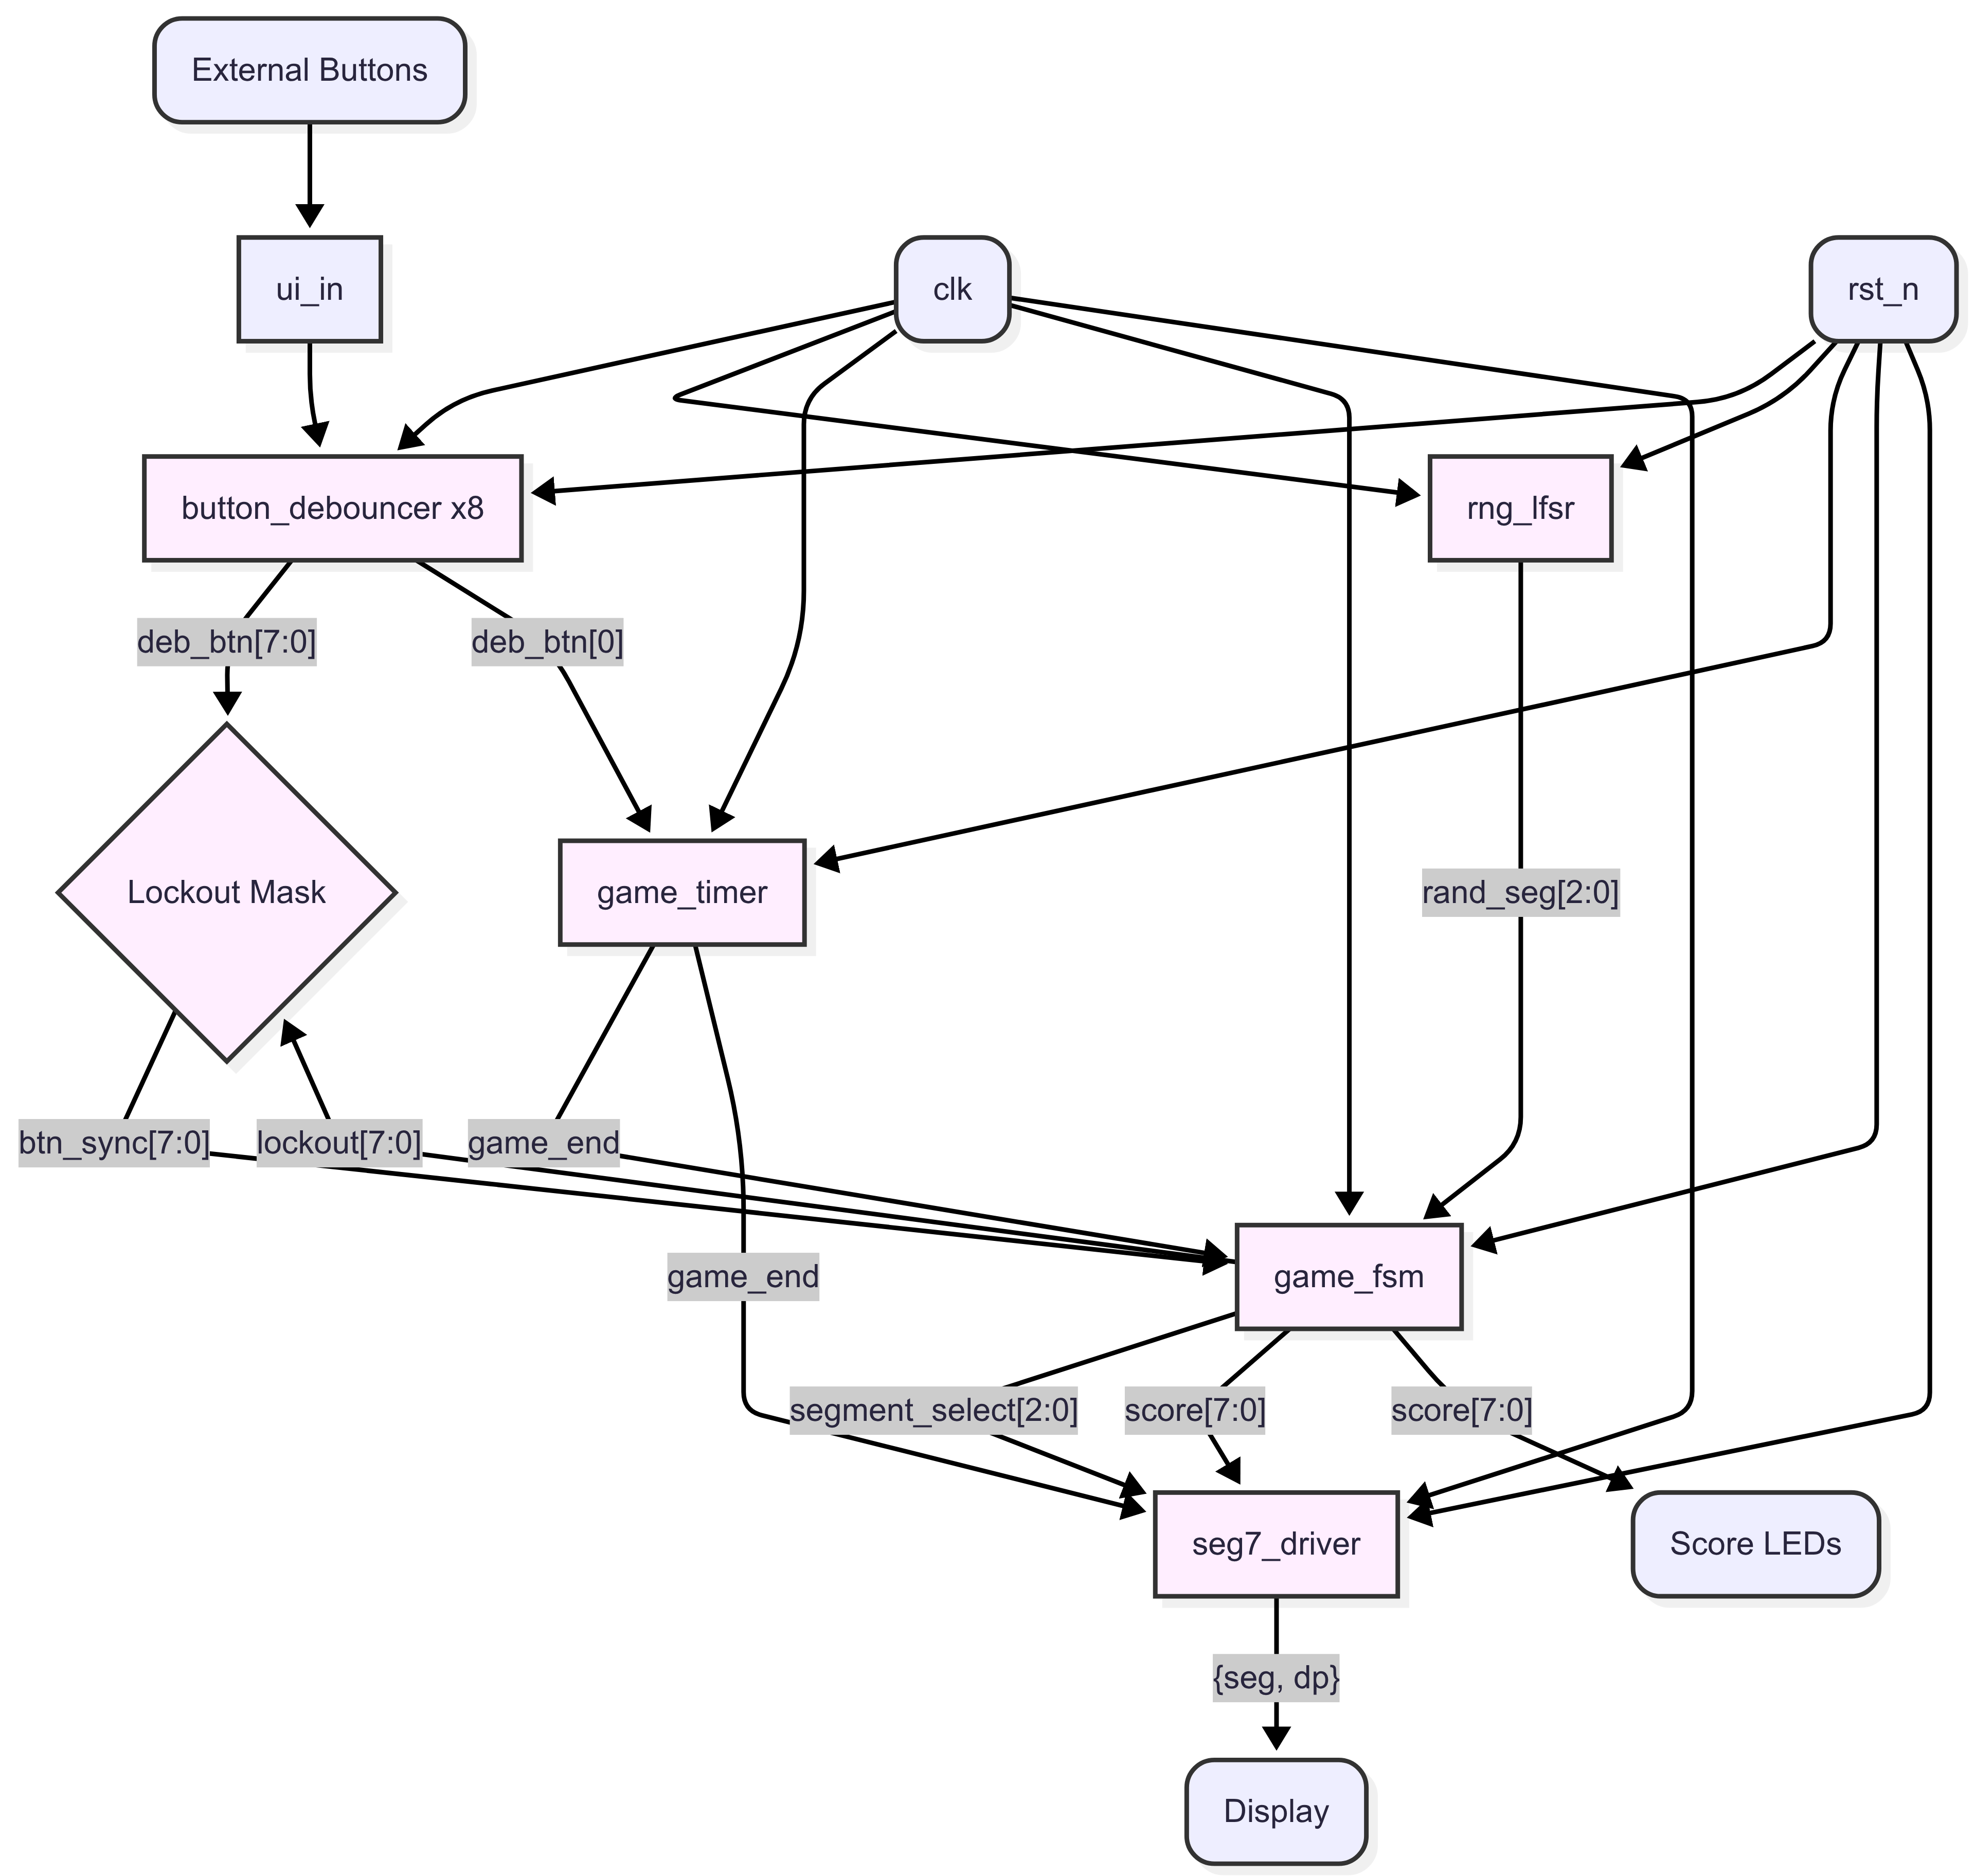 External Buttons
ui_in
clk
rst_n
button_debouncer x8
rng_lfsr
deb_btn[7:0]
deb_btn[0]
Lockout Mask
game_timer
rand_seg[2:0]
btn_sync[7:0]
lockout[7:0]
game_end
game_end
game_fsm
segment_select[2:0]
score[7:0]
score[7:0]
seg7_driver
Score LEDs
{seg, dp}
Display